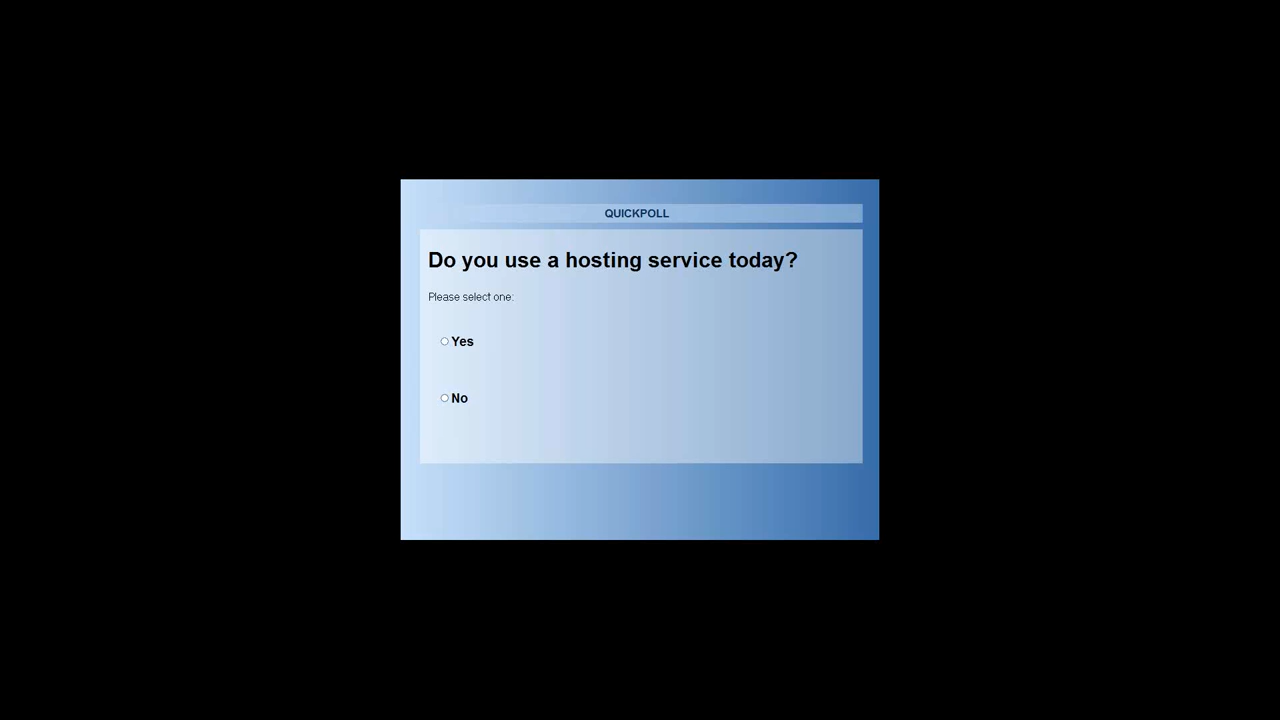 QUICKPOLL
Do you use a hosting service today?
Please select one:
Yes
No